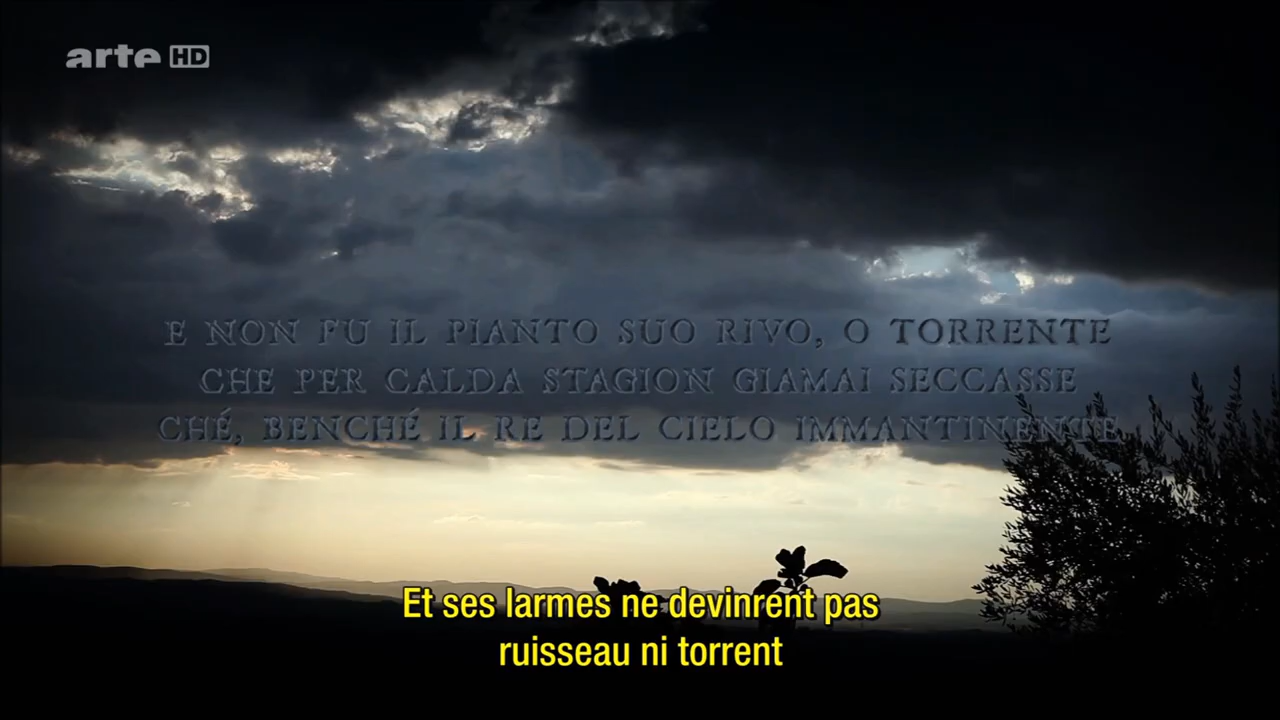 arte HD
E NON FU IL PIANTO SUO RIVO, O TORRENTE
CHE PER CALDA STAGION GIAMAI SECCASSE
CHÉ, BENCHÉ IL RE DEL CIELO IMMANTINENTE
Et ses larmes ne devinrent pas
ruisseau ni torrent